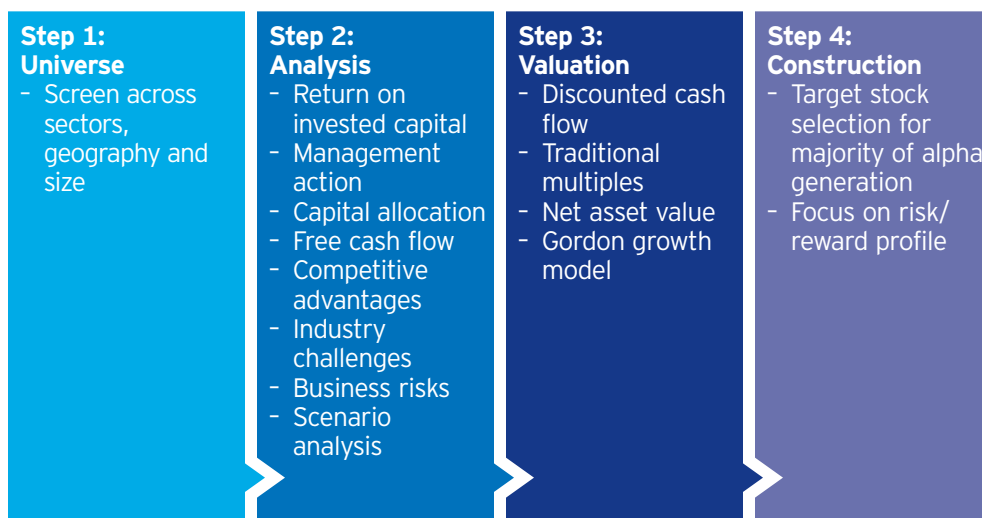 Step 1:
Universe
– Screen across
sectors,
geography and
size
Step 2:
Analysis
– Return on
invested capital
– Management
action
– Capital allocation
– Free cash flow
– Competitive
advantages
– Industry
challenges
– Business risks
– Scenario
analysis
Step 3:
Valuation
– Discounted cash
flow
– Traditional
multiples
– Net asset value
– Gordon growth
model
Step 4:
Construction
– Target stock
selection for
majority of alpha
generation
– Focus on risk/
reward profile